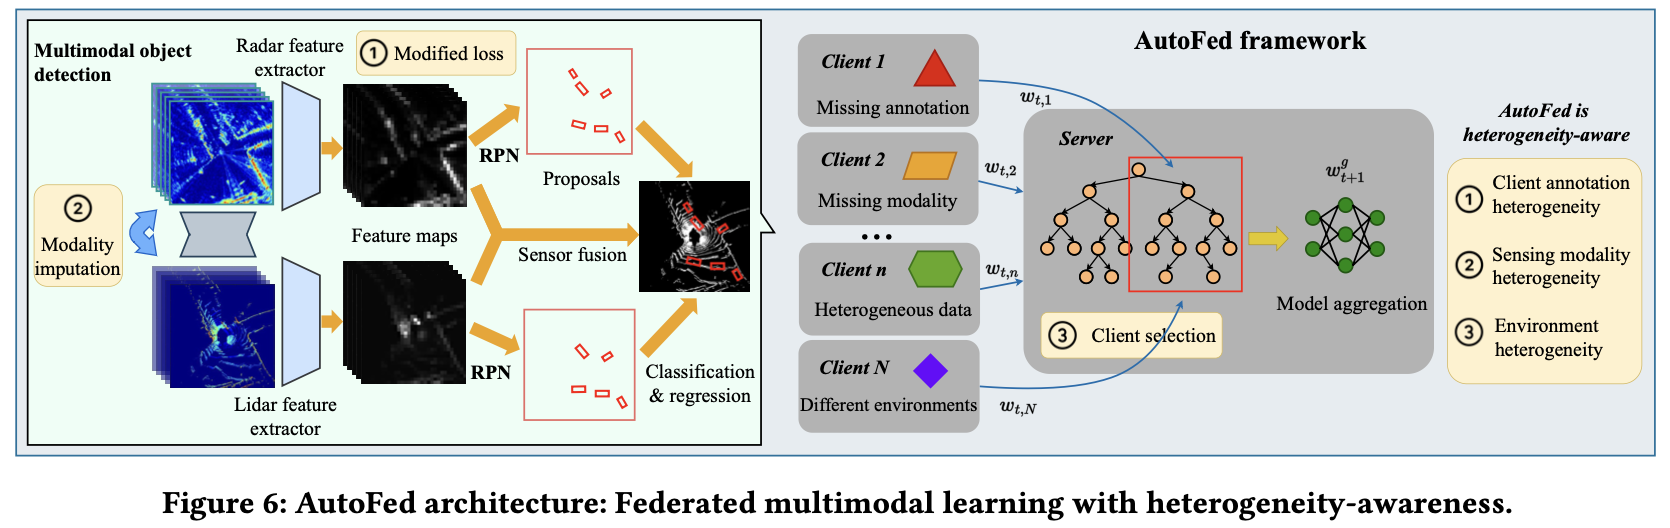 Multimodal object
detection
Radar feature
extractor
① Modified loss
RPN
Proposals
② 
Modality
imputation
Feature maps
Sensor fusion
RPN
Classification
& regression
Lidar feature
extractor
AutoFed framework
Client 1
Missing annotation
Client 2
Missing modality
...
Client n
Heterogeneous data
Client N
Different environments
w_{t,1}
w_{t,2}
w_{t,n}
w_{t,N}
Server
③ Client selection
w^g_{t+1}
Model aggregation
AutoFed is
heterogeneity-aware
① Client annotation
heterogeneity
② Sensing modality
heterogeneity
③ Environment
heterogeneity
Figure 6: AutoFed architecture: Federated multimodal learning with heterogeneity-awareness.